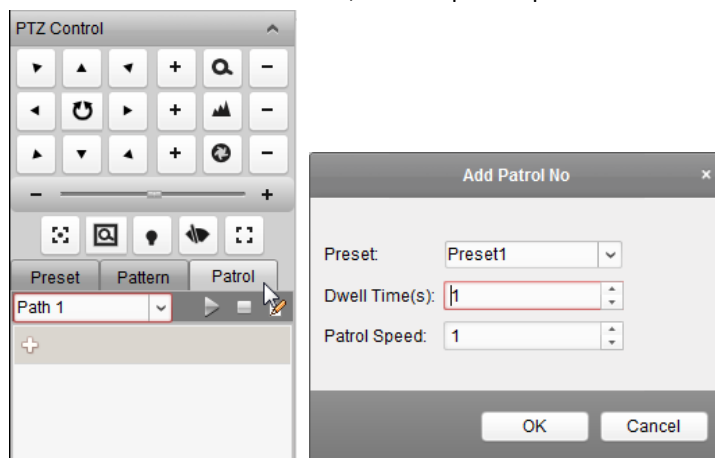 PTZ Control
Preset Pattern Patrol
Path 1
Add Patrol No
Preset: Preset1
Dwell Time(s): 1
Patrol Speed: 1
OK Cancel